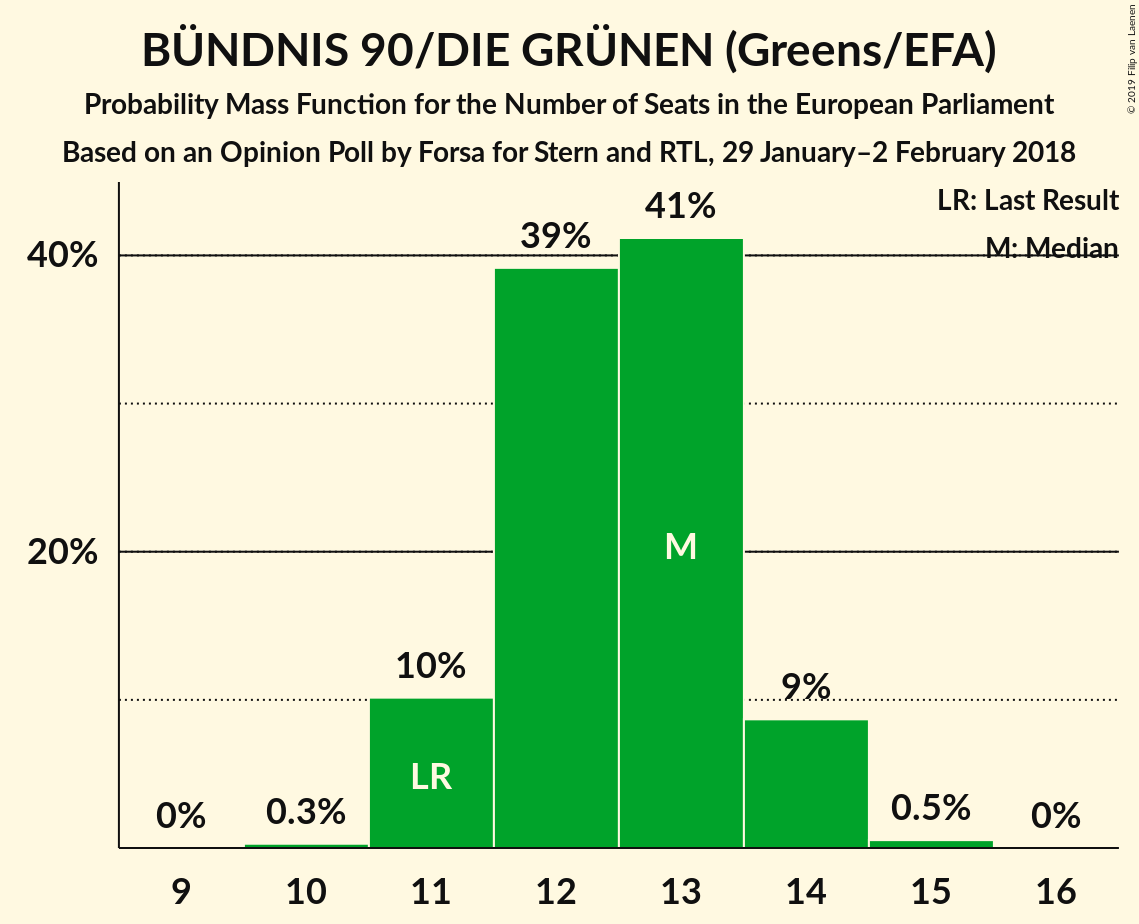 BÜNDNIS 90/DIE GRÜNEN (Greens/EFA)
Probability Mass Function for the Number of Seats in the European Parliament
Based on an Opinion Poll by Forsa for Stern and RTL, 29 January–2 February 2018
© 2019 Filip van Laenen
LR: Last Result
M: Median
40%
20%
0%
0.3%
10%
39%
41%
9%
0.5%
0%
LR
M
9 10 11 12 13 14 15 16